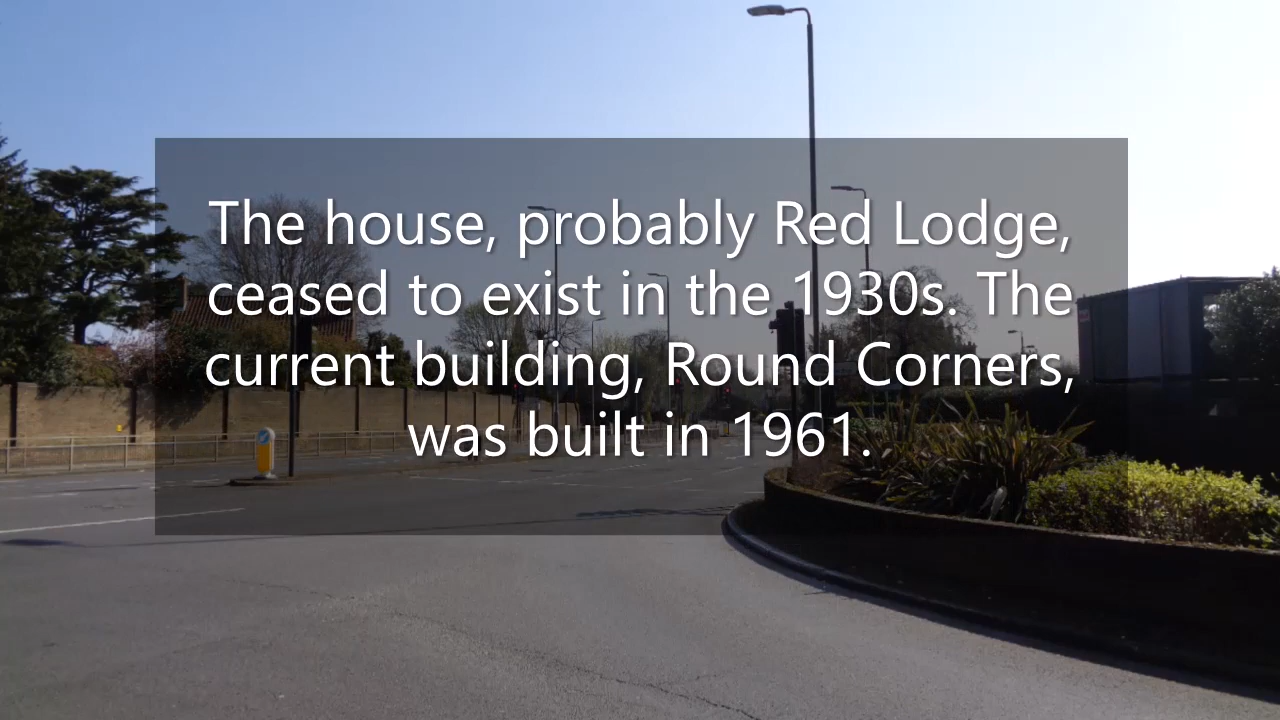 The house, probably Red Lodge,
ceased to exist in the 1930s. The
current building, Round Corners,
was built in 1961.